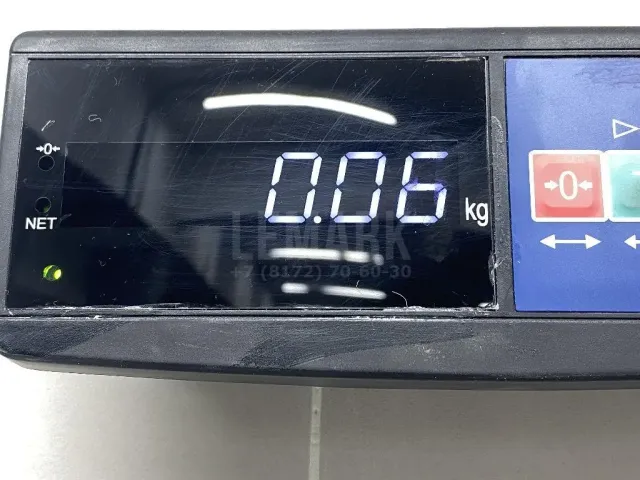 →0←
0.06 kg
NET
LEMARK
+7 (8172) 70-60-30
→0←